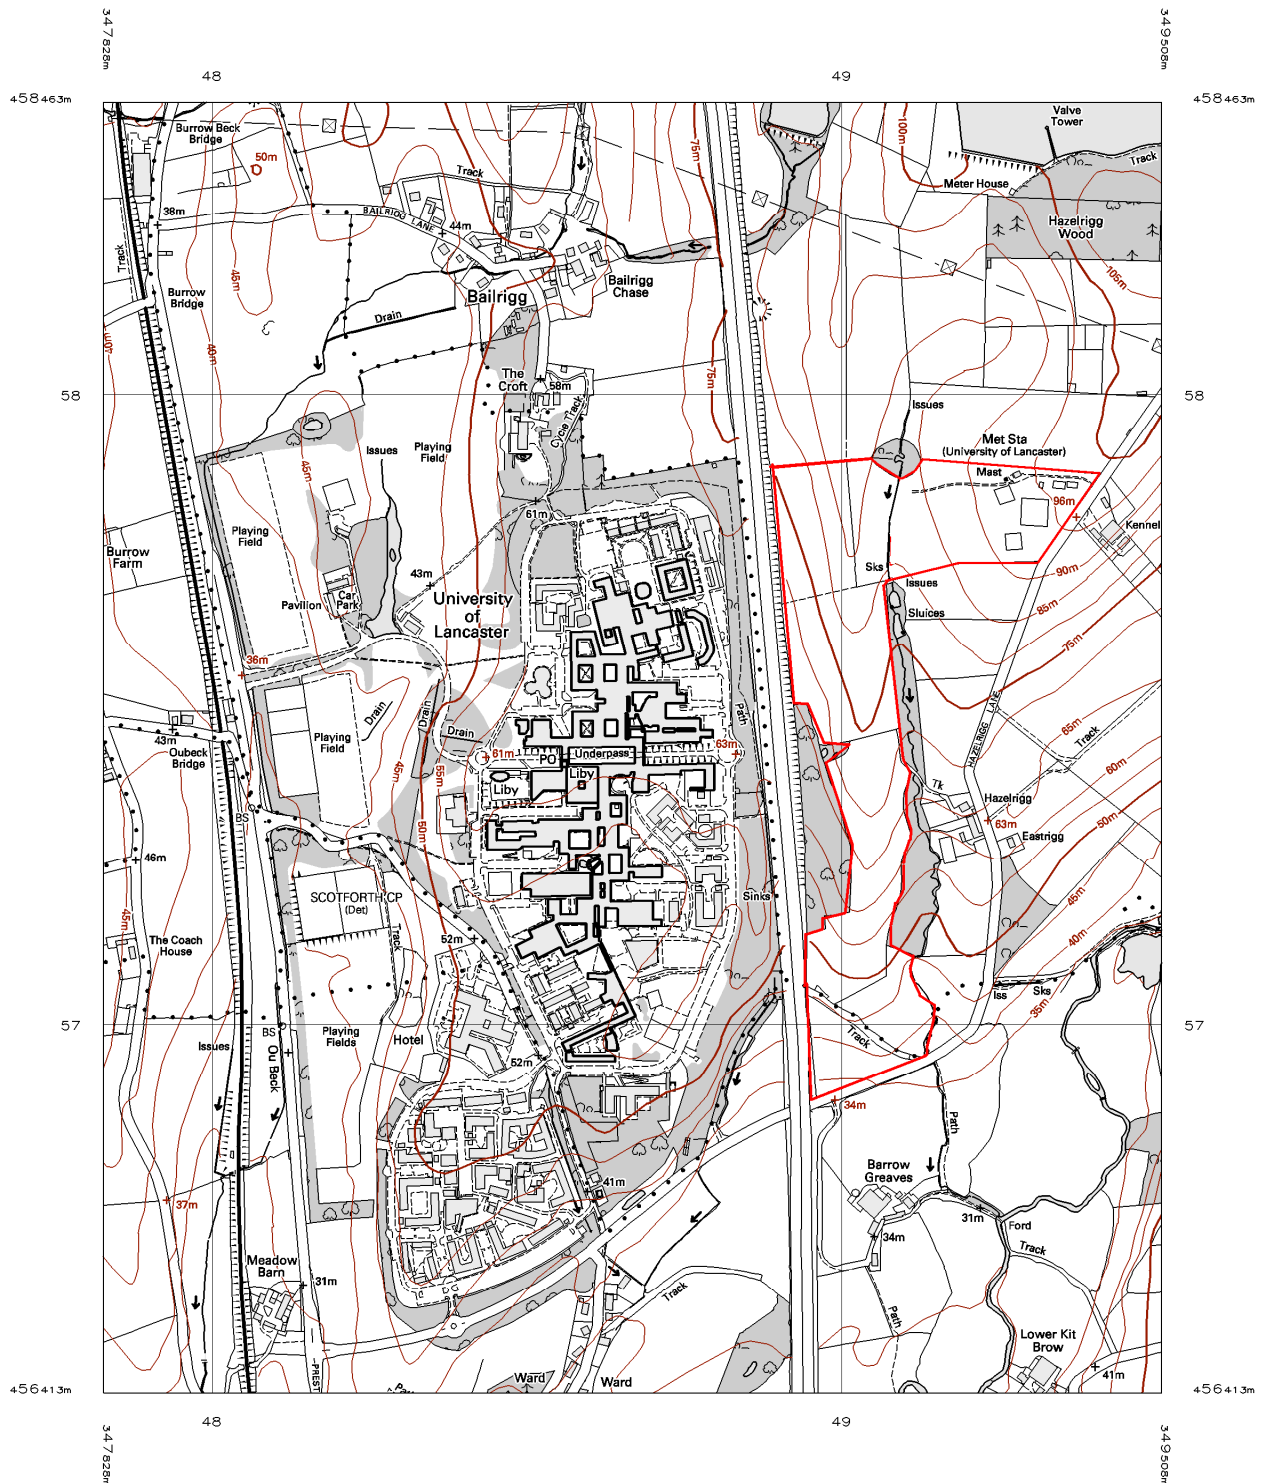 347828m
349508m
48
49
458463m
458463m
Burrow Beck
Bridge
50m
Track
75m
100m
Valve
Tower
Track
Meter House
38m
BAILRIGG LANE
44m
Hazelrigg
Wood
Track
45m
105m
Burrow
Bridge
Bailrigg
Bailrigg
Chase
Drain
40m
40m
75m
The
Croft
58m
58
58
Cycle Track
Issues
Met Sta
(University of Lancaster)
Mast
96m
Issues
Playing
Field
45m
61m
Kennel
Playing
Field
Burrow
Farm
43m
Sks
90m
Issues
Car
Park
Pavilion
University
of
Lancaster
85m
Sluices
75m
36m
Drain
Drain
Drain
Path
HAZELRIGG LANE
65m
Track
43m
Oubeck
Bridge
Playing
Field
61m
PO
Underpass
63m
45m
55m
60m
Liby
Liby
Tk
Hazelrigg
63m
50m
BS
50m
Eastrigg
46m
SCOTFORTH CP
(Det)
Sinks
45m
45m
Track
The Coach
House
52m
40m
Iss
Sks
35m
57
57
BS
Issues
Ou Beck
Playing
Fields
Hotel
52m
Track
34m
Path
Barrow
Greaves
41m
37m
31m
Ford
34m
Track
Meadow
Barn
31m
Track
Path
Lower Kit
Brow
PREST
Ward
Ward
41m
Path
456413m
456413m
48
49
347828m
349508m